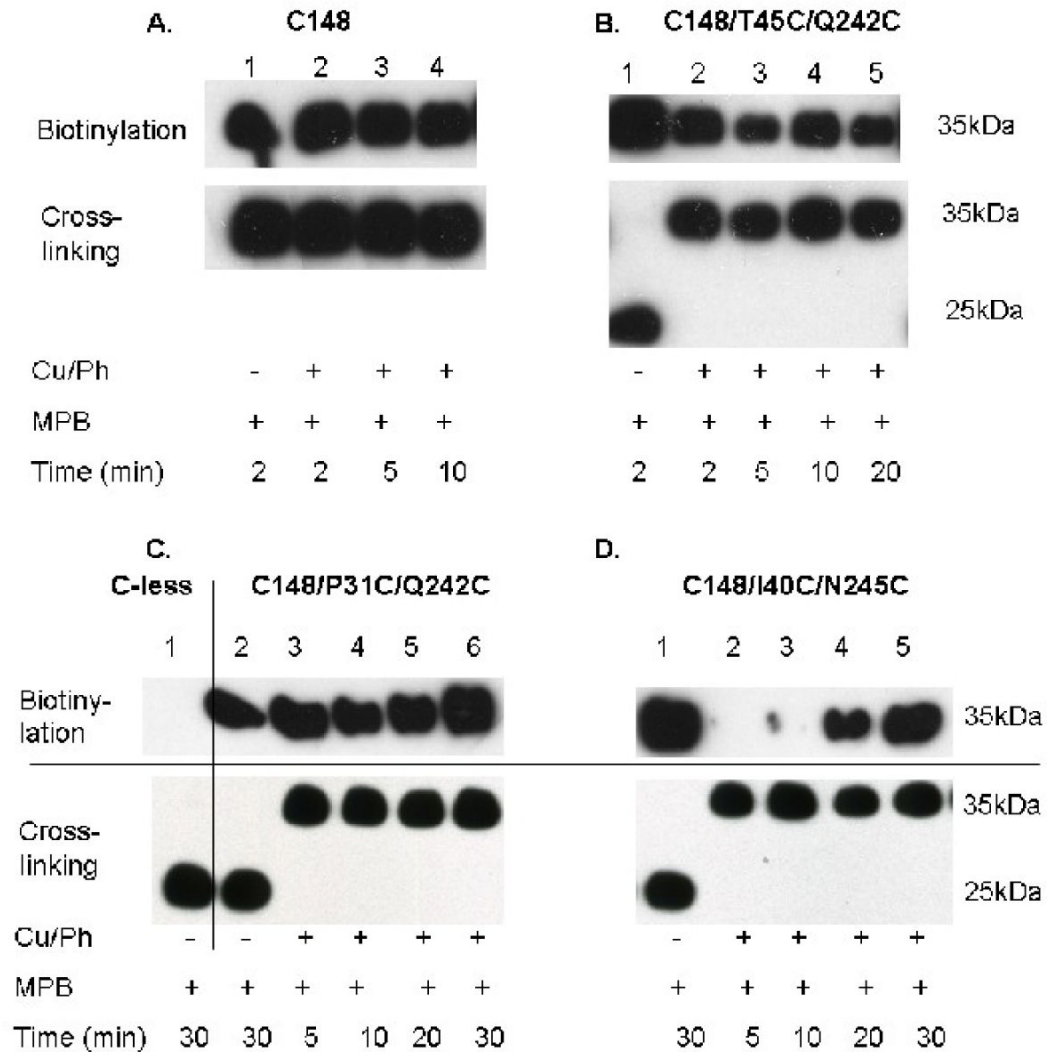 A. C148
1 2 3 4
Biotinylation
Cross-
linking
Cu/Ph - + + +
MPB + + + +
Time (min) 2 2 5 10
B. C148/T45C/Q242C
1 2 3 4 5
35kDa
35kDa
25kDa
- + + + +
+ + + + +
2 2 5 10 20
C.
C-less C148/P31C/Q242C
1 2 3 4 5 6
Biotiny-
lation
Cross-
linking
Cu/Ph - - + + + +
MPB + + + + + +
Time (min) 30 30 5 10 20 30
D.
C148/I40C/N245C
1 2 3 4 5
35kDa
35kDa
25kDa
- + + + +
+ + + + +
30 5 10 20 30